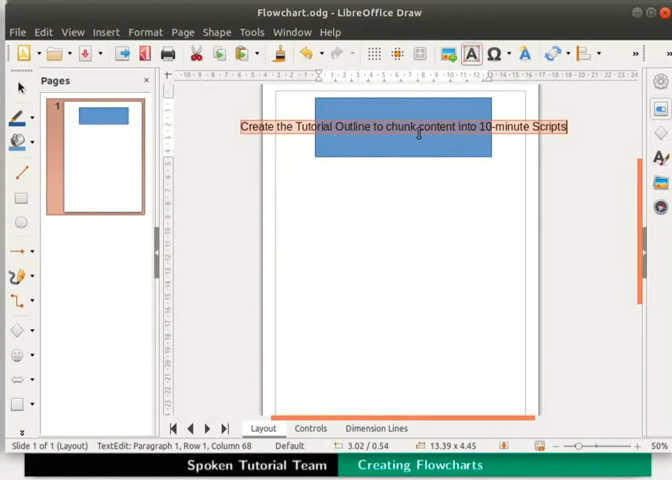 Flowchart.odg - LibreOffice Draw
File Edit View Insert Format Page Shape Tools Window Help
Pages
1
Create the Tutorial Outline to chunk content into 10-minute Scripts
Layout Controls Dimension Lines
Slide 1 of 1 (Layout) TextEdit: Paragraph 1, Row 1, Column 68 Default 3.02 / 0.54 13.39 x 4.45 50%
Spoken Tutorial Team Creating Flowcharts